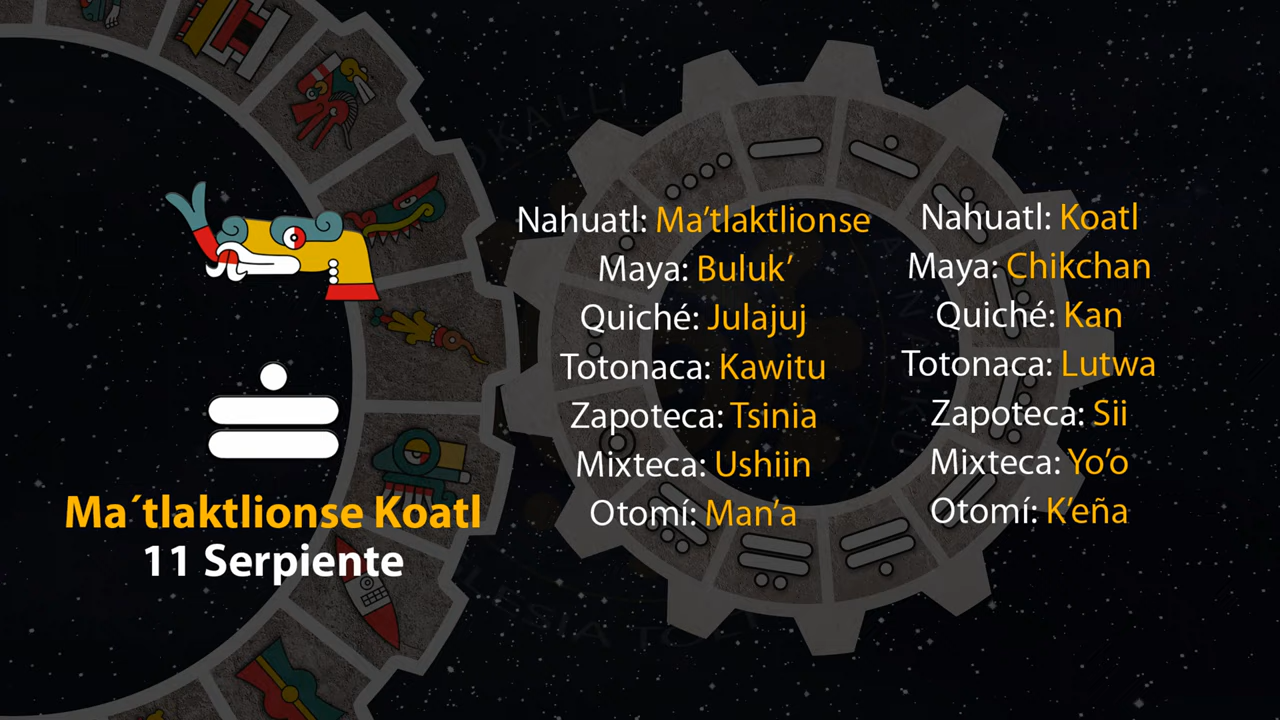 Ma´tlaktlionse Koatl
11 Serpiente
Nahuatl: Ma’tlaktlionse
Maya: Buluk’
Quiché: Julajuj
Totonaca: Kawitu
Zapoteca: Tsinia
Mixteca: Ushiin
Otomí: Man’a
Nahuatl: Koatl
Maya: Chikchan
Quiché: Kan
Totonaca: Lutwa
Zapoteca: Sii
Mixteca: Yo’o
Otomí: K’eña